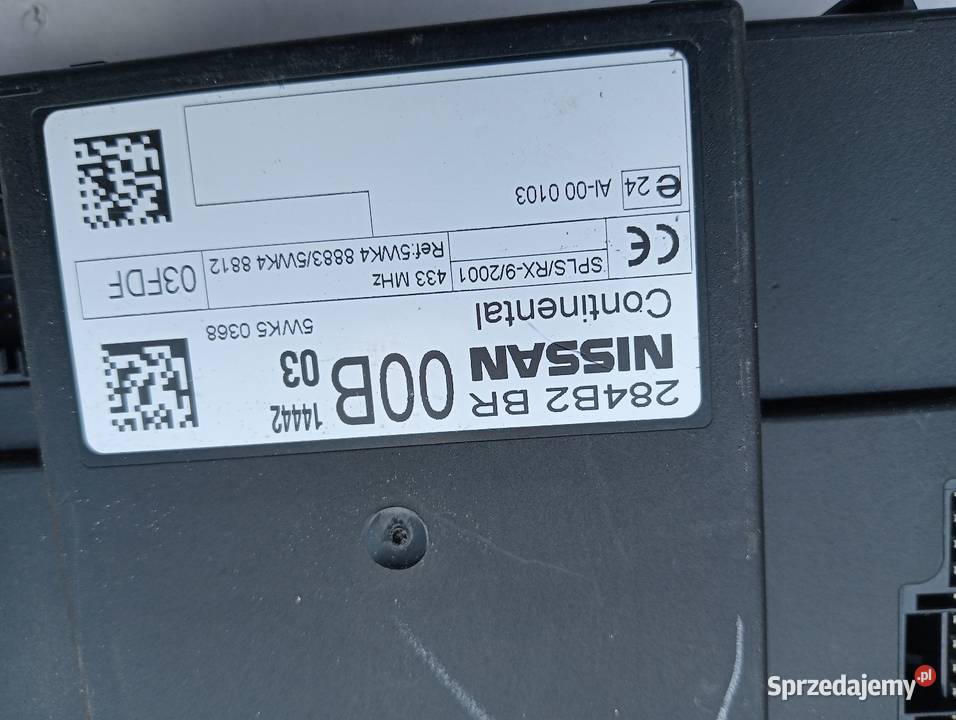 284B2 BR 00B 14442
NISSAN 03
Continental 5WK5 0368
CE SPLS/RX-9/2001 433 MHz 03FDF
Ref:5WK4 8883/5WK4 8812
e24 AI-00 0103
Sprzedajemy.pl